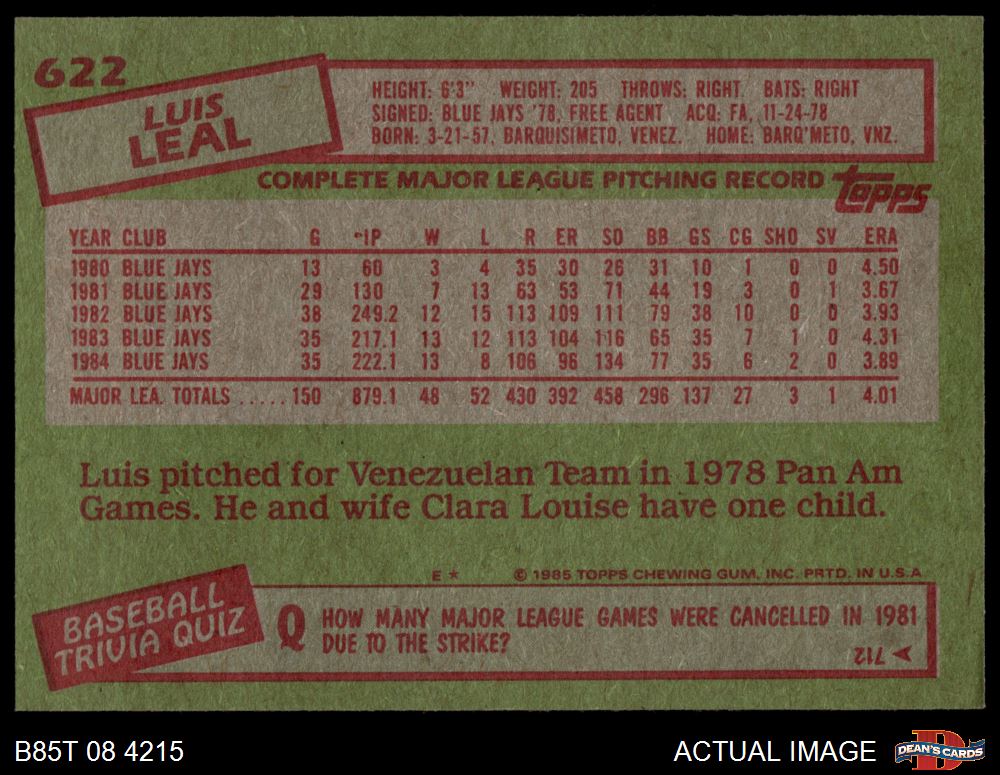 622
LUIS
LEAL
HEIGHT: 6'3" WEIGHT: 205 THROWS: RIGHT BATS: RIGHT
SIGNED: BLUE JAYS '78, FREE AGENT ACQ: FA, 11-24-78
BORN: 3-21-57, BARQUISIMETO, VENEZ. HOME: BARQ'METO, VNZ.
COMPLETE MAJOR LEAGUE PITCHING RECORD
Topps
YEAR CLUB G IP W L R ER SO BB GS CG SHO SV ERA
1980 BLUE JAYS 13 60 3 4 35 30 26 31 10 1 0 0 4.50
1981 BLUE JAYS 29 130 7 13 63 53 71 44 19 3 0 1 3.67
1982 BLUE JAYS 38 249.2 12 15 113 109 111 79 38 10 0 0 3.93
1983 BLUE JAYS 35 217.1 13 12 113 104 116 65 35 7 1 0 4.31
1984 BLUE JAYS 35 222.1 13 8 106 96 134 77 35 6 2 0 3.89
MAJOR LEA. TOTALS ..... 150 879.1 48 52 430 392 458 296 137 27 3 1 4.01
Luis pitched for Venezuelan Team in 1978 Pan Am
Games. He and wife Clara Louise have one child.
E * © 1985 TOPPS CHEWING GUM, INC. PRTD. IN U.S.A
BASEBALL
TRIVIA QUIZ
Q HOW MANY MAJOR LEAGUE GAMES WERE CANCELLED IN 1981
DUE TO THE STRIKE?
A 712
B85T 08 4215
ACTUAL IMAGE
D
DEAN'S CARDS